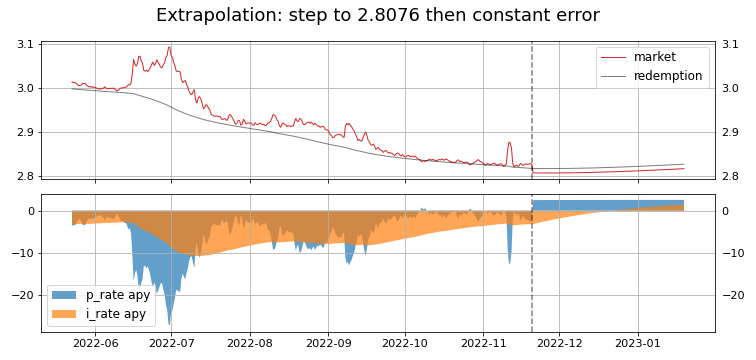 Extrapolation: step to 2.8076 then constant error
3.1
3.1
market
redemption
3.0
3.0
2.9
2.9
2.8
2.8
0
0
−10
−10
p_rate apy
−20
−20
i_rate apy
2022-06 2022-07 2022-08 2022-09 2022-10 2022-11 2022-12 2023-01